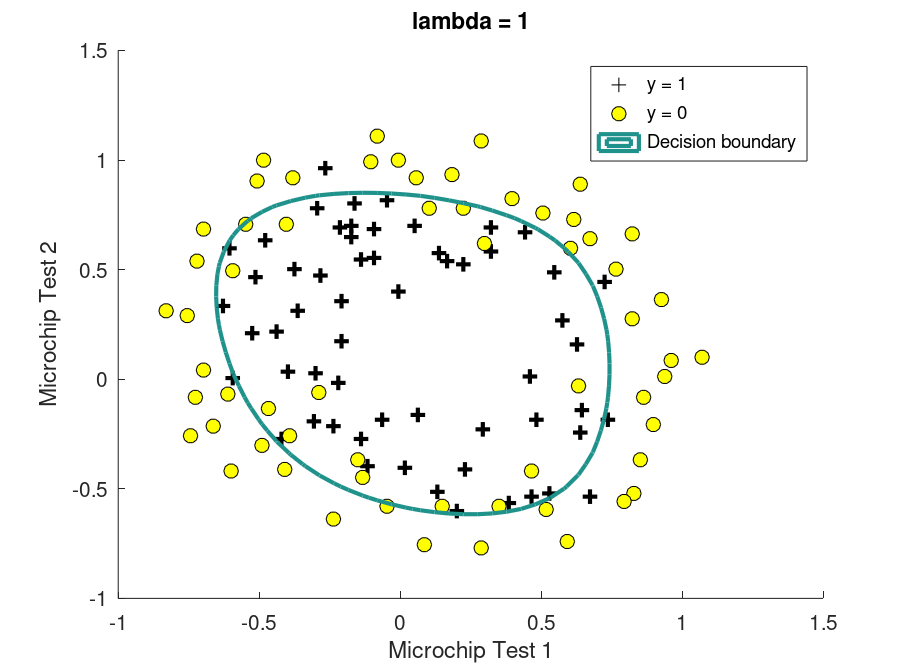 lambda = 1
1.5
y = 1
y = 0
Decision boundary
1
0.5
0
-0.5
-1
Microchip Test 2
-1
-0.5
0
0.5
1
1.5
Microchip Test 1